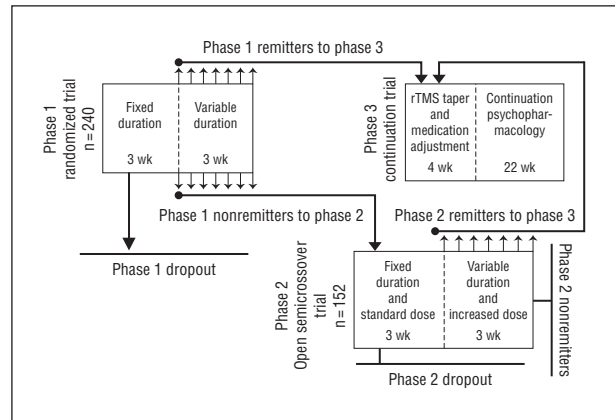 Phase 1 remitters to phase 3
Phase 1
randomized trial
n=240
Fixed
duration
3 wk
Variable
duration
3 wk
Phase 3
continuation trial
rTMS taper
and
medication
adjustment
4 wk
Continuation
psychophar-
macology
22 wk
Phase 1 nonremitters to phase 2
Phase 2 remitters to phase 3
Phase 1 dropout
Phase 2
Open semicrossover
trial
n=152
Fixed
duration
and
standard dose
3 wk
Variable
duration
and
increased dose
3 wk
Phase 2
nonremitters
Phase 2 dropout